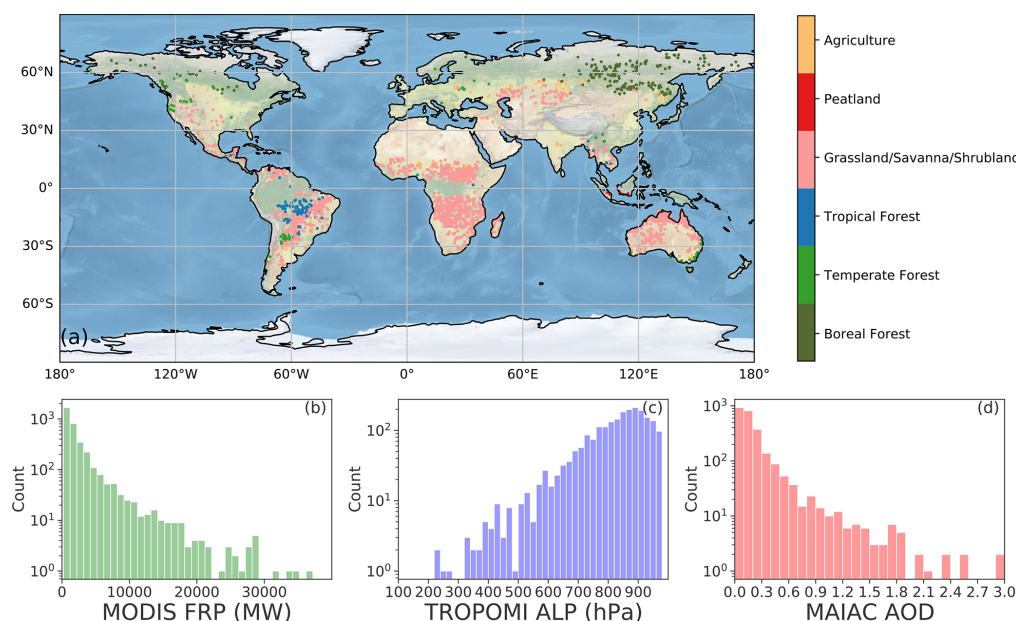 60°N
30°N
0°
30°S
60°S
(a)
180°
120°W
60°W
0°
60°E
120°E
180°
Agriculture
Peatland
Grassland/Savanna/Shrubland
Tropical Forest
Temperate Forest
Boreal Forest
(b)
Count
10³
10²
10¹
10⁰
0
10000
20000
30000
MODIS FRP (MW)
(c)
Count
10²
10¹
10⁰
100 200 300 400 500 600 700 800 900
TROPOMI ALP (hPa)
(d)
Count
10³
10²
10¹
10⁰
0.0 0.3 0.6 0.9 1.2 1.5 1.8 2.1 2.4 2.7 3.0
MAIAC AOD